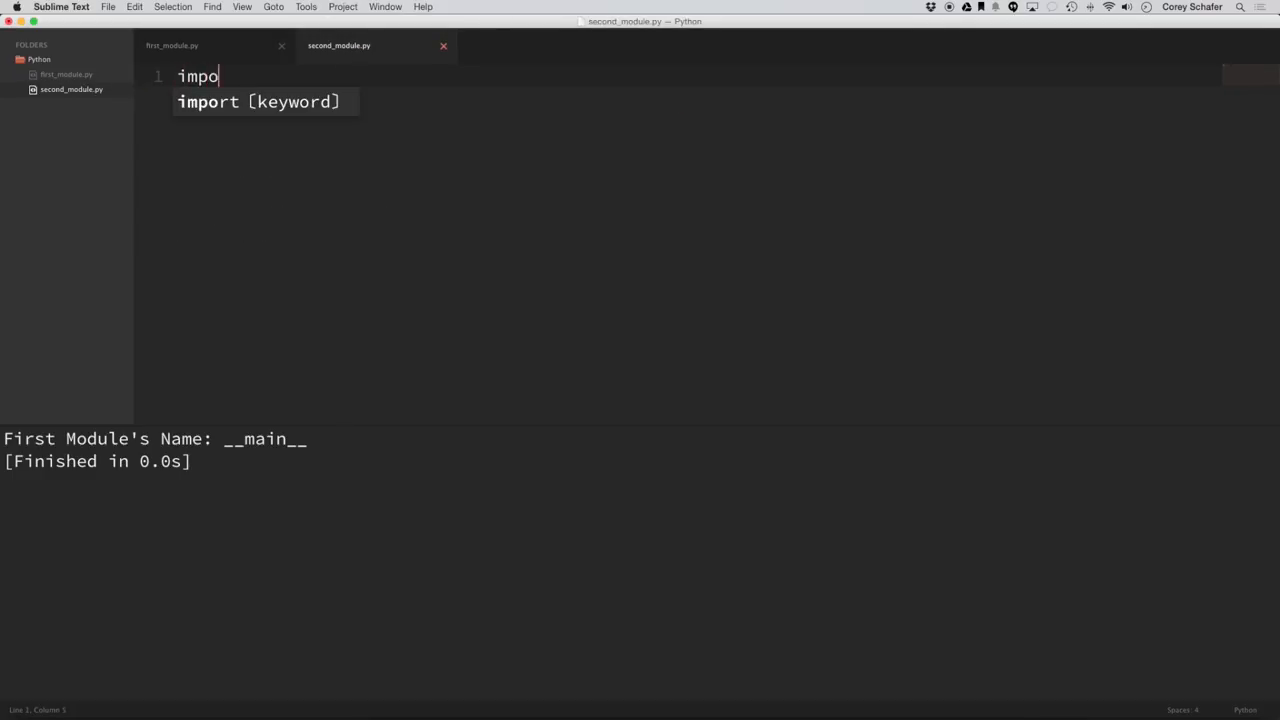 Sublime Text File Edit Selection Find View Goto Tools Project Window Help Corey Schafer
second_module.py — Python
FOLDERS
Python
first_module.py
second_module.py
first_module.py second_module.py
1 impo
import [keyword]
First Module's Name: __main__
[Finished in 0.0s]
Line 1, Column 5 Spaces: 4 Python